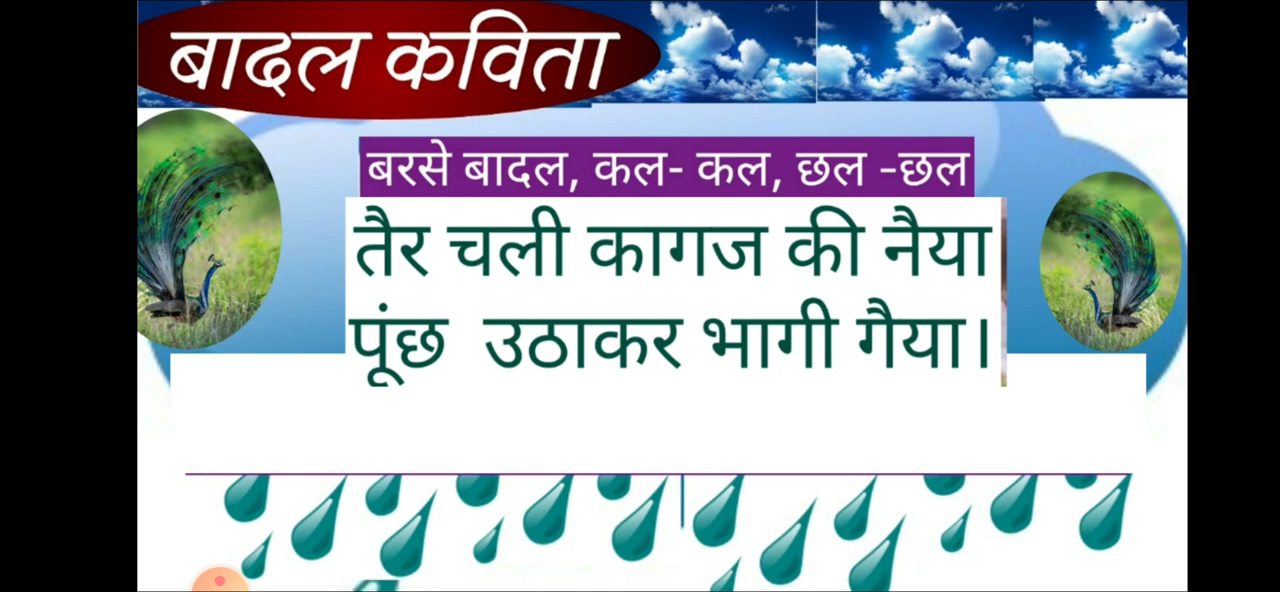 बादल कविता
बरसे बादल, कल- कल, छल -छल
तैर चली कागज की नैया
पूंछ उठाकर भागी गैया।